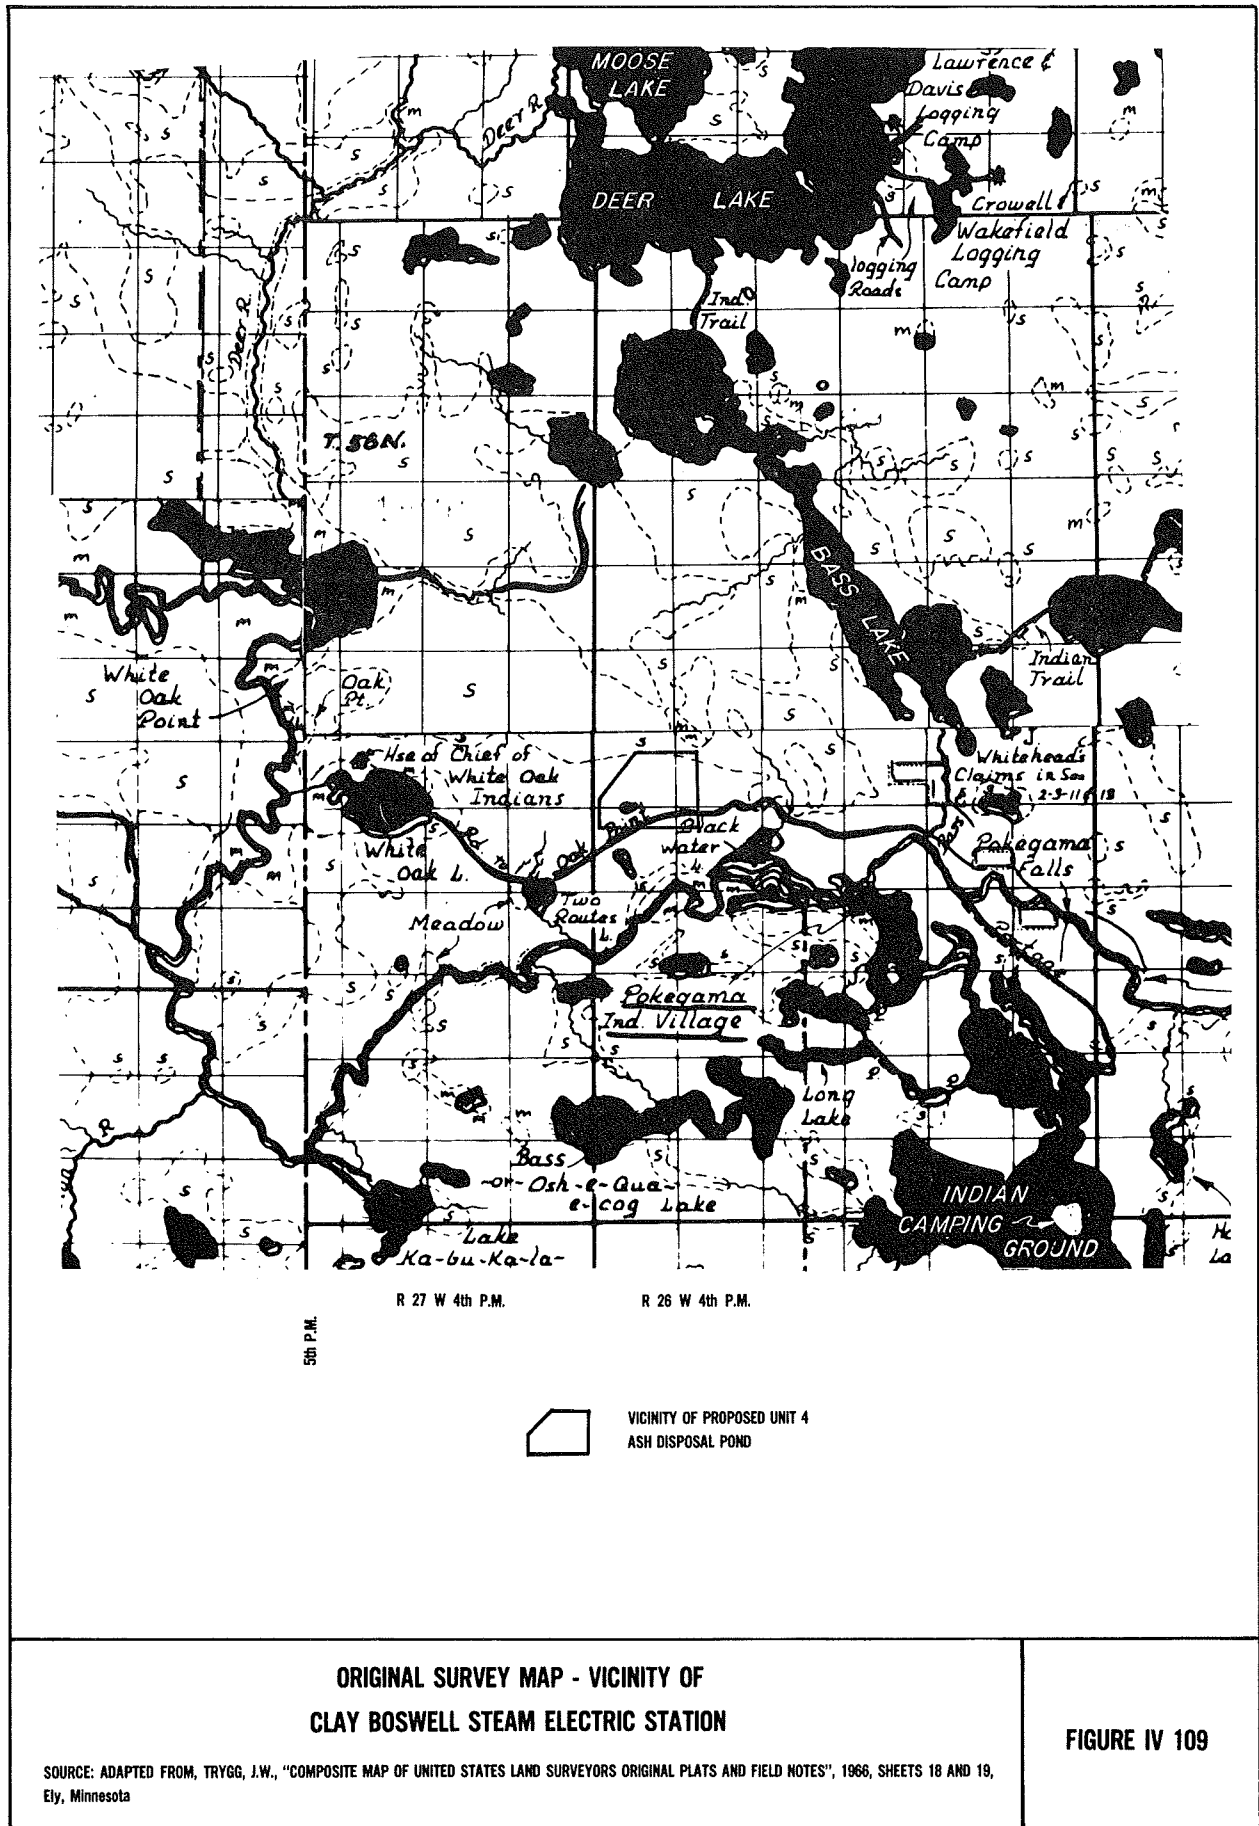 MOOSE
LAKE
Lawrence &
Davis
Logging
Camp
Deer R.
DEER LAKE
Crowell &
Wakefield
Logging
Camp
logging
Roads
Ind.
Trail
Deer R.
T. 56N.
BASS LAKE
Indian
Trail
White
Oak
Point
Oak
Pt.
Hse of Chief of
White Oak
Indians
Whitehead's
Claims in Sec
Rd. to Oak Point
Black
Water
L.
White
Oak L.
Pokegama
Falls
Two
Routes
L.
Meadow
Pokegama
Ind. Village
Long
Lake
Bass
-or- Osh-e-Qua-
e-cog Lake
INDIAN
CAMPING
GROUND
Lake
Ka-bu-Ka-la-
R 27 W 4th P.M.
R 26 W 4th P.M.
5th P.M.
VICINITY OF PROPOSED UNIT 4
ASH DISPOSAL POND
ORIGINAL SURVEY MAP - VICINITY OF
CLAY BOSWELL STEAM ELECTRIC STATION
FIGURE IV 109
SOURCE: ADAPTED FROM, TRYGG, J.W., "COMPOSITE MAP OF UNITED STATES LAND SURVEYORS ORIGINAL PLATS AND FIELD NOTES", 1966, SHEETS 18 AND 19,
Ely, Minnesota